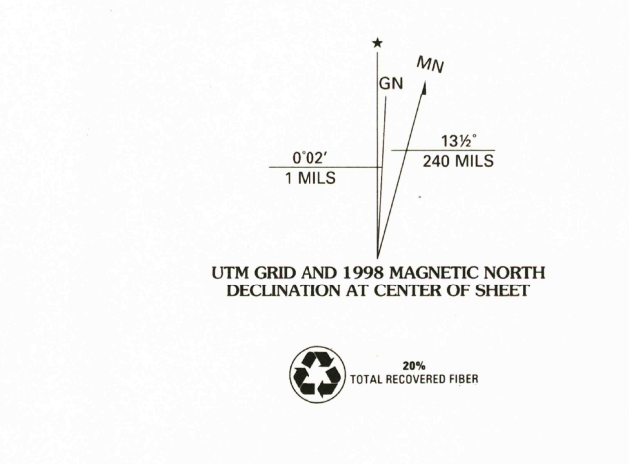 ★
MN
GN
13½°
240 MILS
0°02′
1 MILS
UTM GRID AND 1998 MAGNETIC NORTH
DECLINATION AT CENTER OF SHEET
20%
TOTAL RECOVERED FIBER